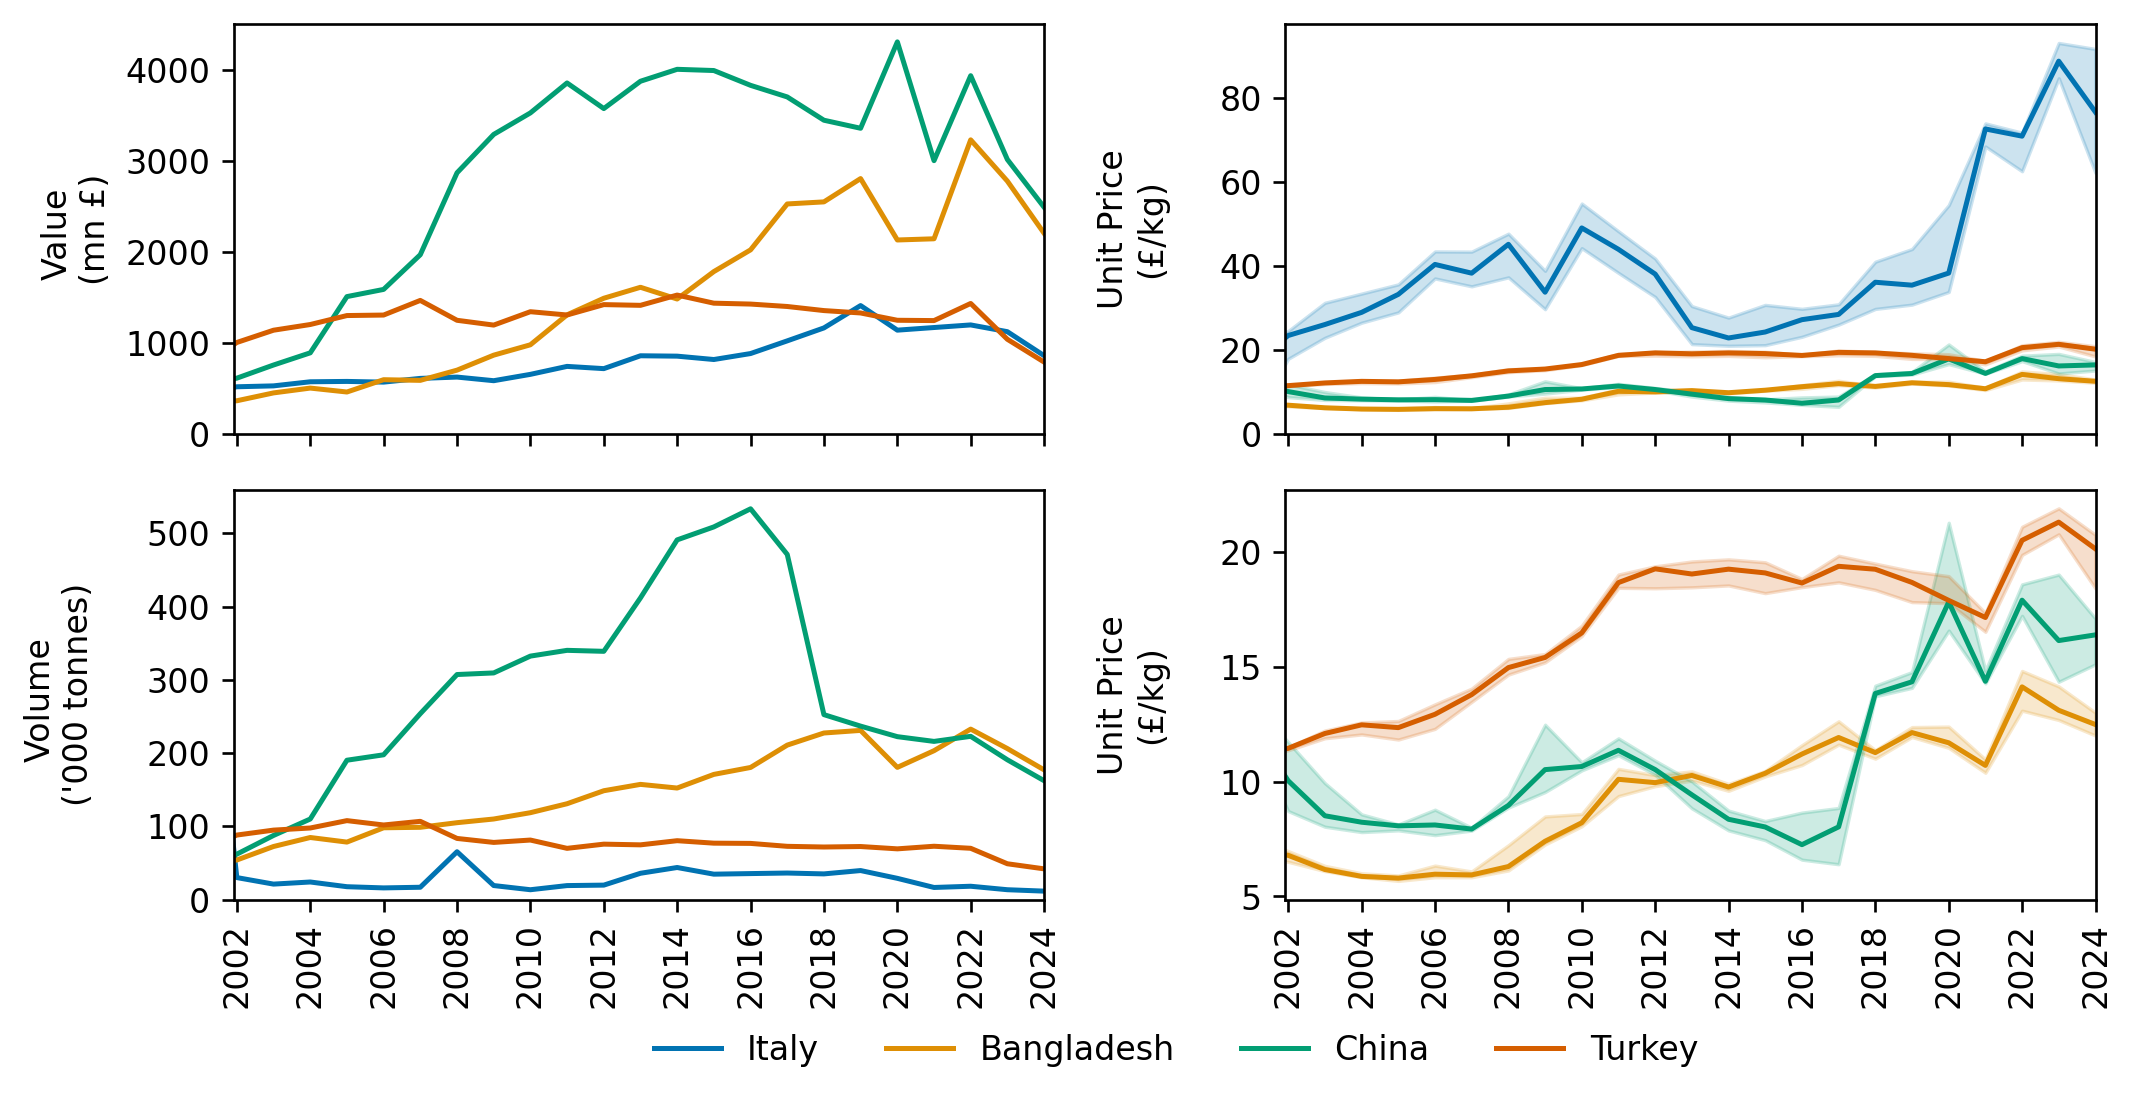 Value
(mn £)
4000
3000
2000
1000
0
Unit Price
(£/kg)
80
60
40
20
0
Volume
('000 tonnes)
500
400
300
200
100
0
2002 2004 2006 2008 2010 2012 2014 2016 2018 2020 2022 2024
Unit Price
(£/kg)
20
15
10
5
2002 2004 2006 2008 2010 2012 2014 2016 2018 2020 2022 2024
Italy Bangladesh China Turkey